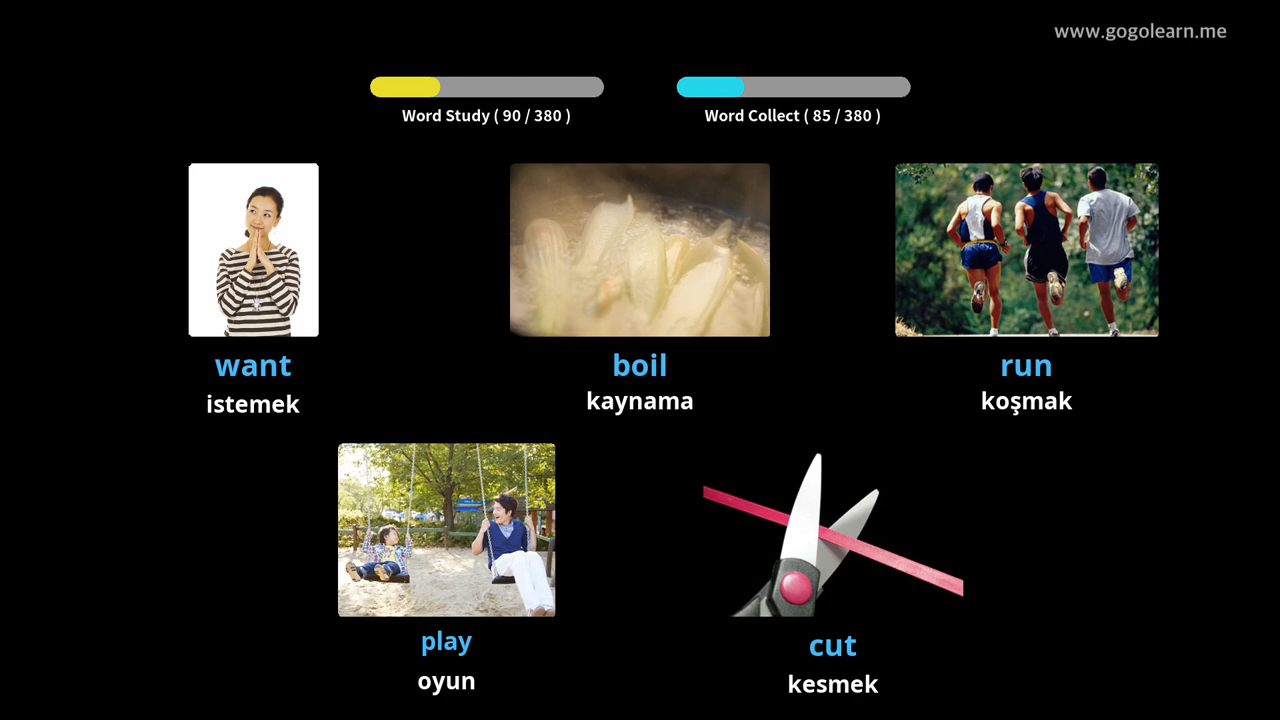 www.gogolearn.me
Word Study ( 90 / 380 )
Word Collect ( 85 / 380 )
want
istemek
boil
kaynama
run
koşmak
play
oyun
cut
kesmek